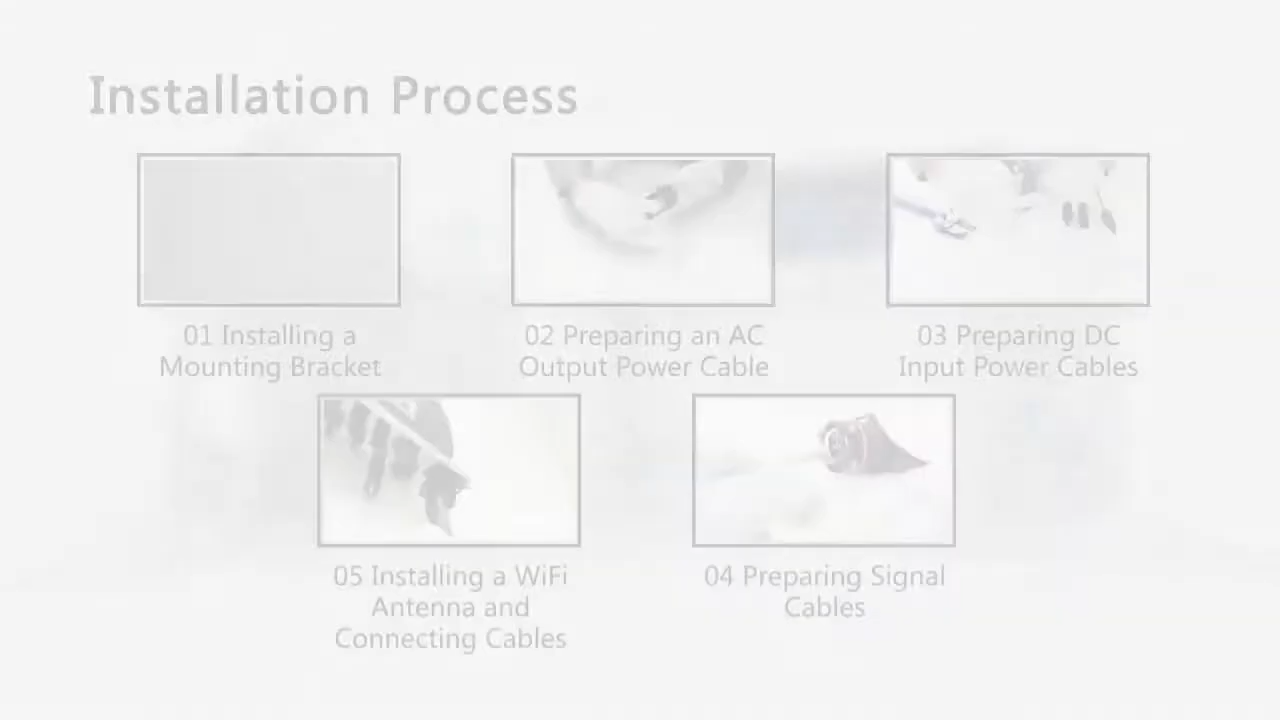 Installation Process
01 Installing a
Mounting Bracket
02 Preparing an AC
Output Power Cable
03 Preparing DC
Input Power Cables
05 Installing a WiFi
Antenna and
Connecting Cables
04 Preparing Signal
Cables